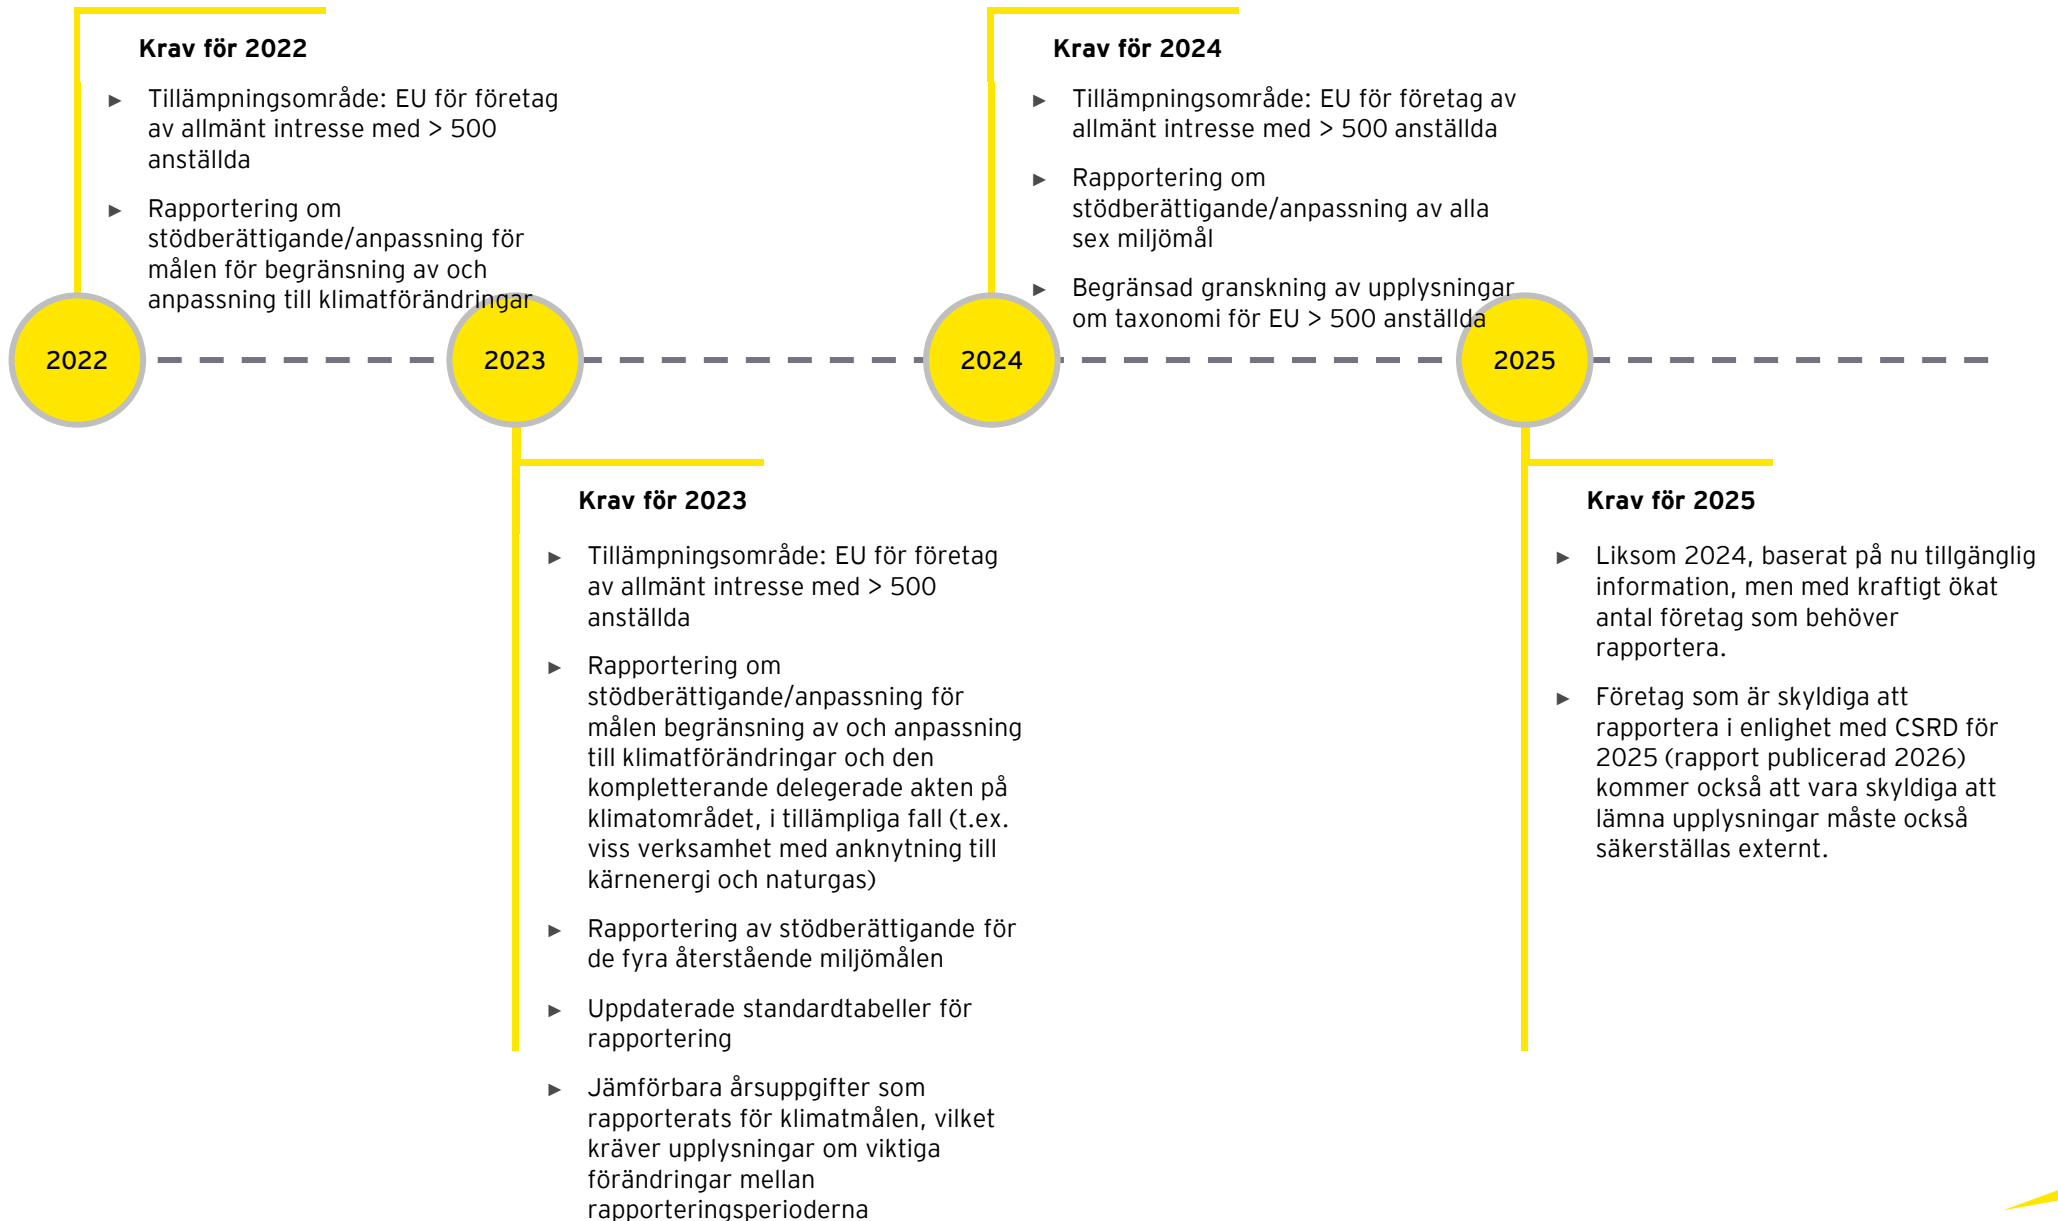 Krav för 2022
► Tillämpningsområde: EU för företag
av allmänt intresse med > 500
anställda
► Rapportering om
stödberättigande/anpassning för
målen för begränsning av och
anpassning till klimatförändringar
Krav för 2024
► Tillämpningsområde: EU för företag av
allmänt intresse med > 500 anställda
► Rapportering om
stödberättigande/anpassning av alla
sex miljömål
► Begränsad granskning av upplysningar
om taxonomi för EU > 500 anställda
2022
2023
2024
2025
Krav för 2023
► Tillämpningsområde: EU för företag
av allmänt intresse med > 500
anställda
► Rapportering om
stödberättigande/anpassning för
målen begränsning av och anpassning
till klimatförändringar och den
kompletterande delegerade akten på
klimatområdet, i tillämpliga fall (t.ex.
viss verksamhet med anknytning till
kärnenergi och naturgas)
► Rapportering av stödberättigande för
de fyra återstående miljömålen
► Uppdaterade standardtabeller för
rapportering
► Jämförbara årsuppgifter som
rapporterats för klimatmålen, vilket
kräver upplysningar om viktiga
förändringar mellan
rapporteringsperioderna
Krav för 2025
► Liksom 2024, baserat på nu tillgänglig
information, men med kraftigt ökat
antal företag som behöver
rapportera.
► Företag som är skyldiga att
rapportera i enlighet med CSRD för
2025 (rapport publicerad 2026)
kommer också att vara skyldiga att
lämna upplysningar måste också
säkerställas externt.